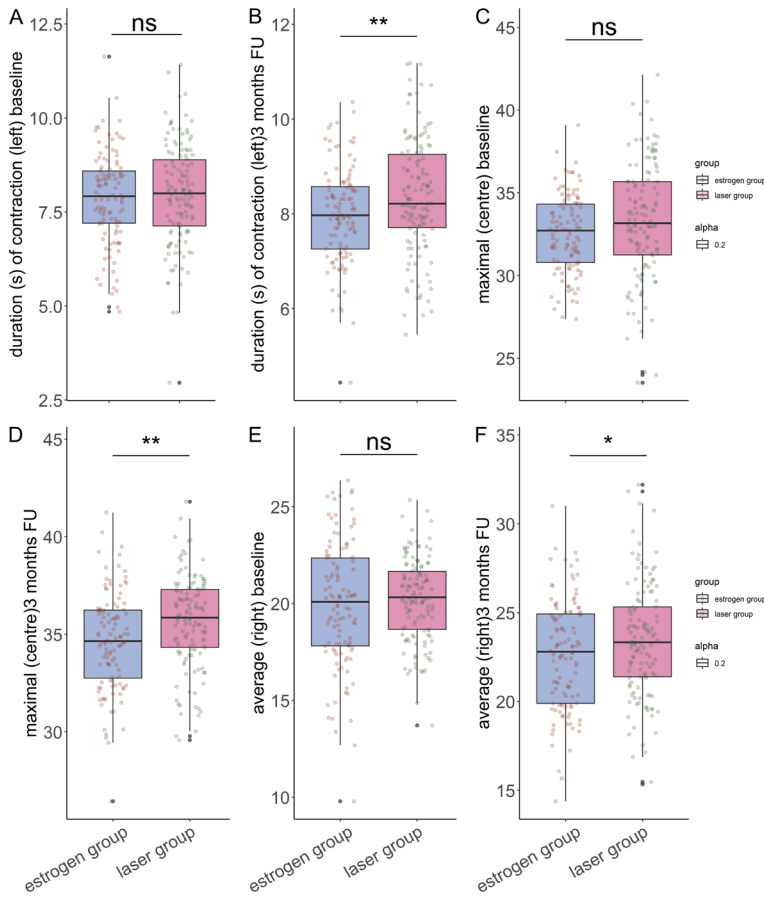 A
duration (s) of contraction (left) baseline
12.5
10.0
7.5
5.0
2.5
ns
B
duration (s) of contraction (left)3 months FU
12
10
8
6
**
C
maximal (centre) baseline
45
40
35
30
25
ns
group
estrogen group
laser group
alpha
0.2
D
maximal (centre)3 months FU
45
40
35
30
**
estrogen group
laser group
E
average (right) baseline
25
20
15
10
ns
estrogen group
laser group
F
average (right)3 months FU
35
30
25
20
15
*
estrogen group
laser group
group
estrogen group
laser group
alpha
0.2